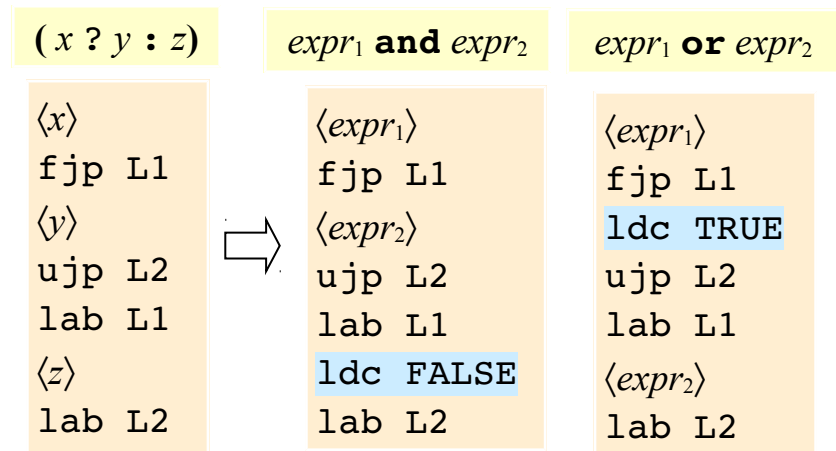 ( x ? y : z)
⟨x⟩
fjp L1
⟨y⟩
ujp L2
lab L1
⟨z⟩
lab L2
expr₁ and expr₂
⟨expr₁⟩
fjp L1
⟨expr₂⟩
ujp L2
lab L1
ldc FALSE
lab L2
expr₁ or expr₂
⟨expr₁⟩
fjp L1
ldc TRUE
ujp L2
lab L1
⟨expr₂⟩
lab L2